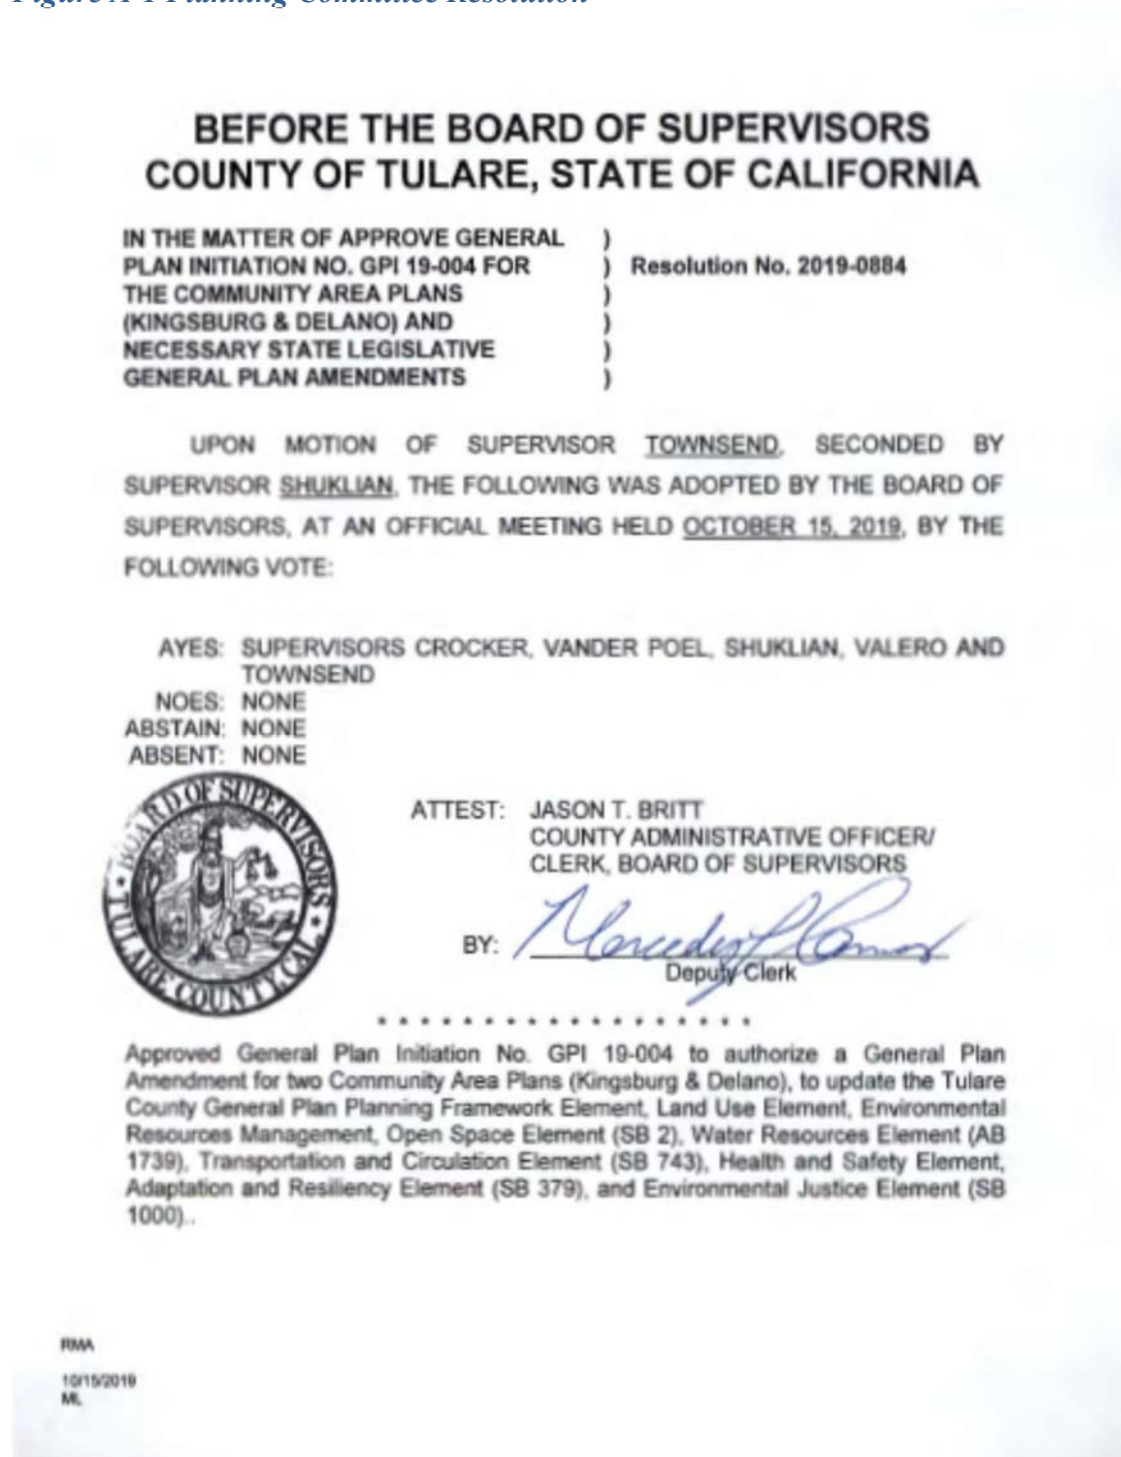 Figure A-1 Planning Committee Resolution
BEFORE THE BOARD OF SUPERVISORS
COUNTY OF TULARE, STATE OF CALIFORNIA
IN THE MATTER OF APPROVE GENERAL )
PLAN INITIATION NO. GPI 19-004 FOR ) Resolution No. 2019-0884
THE COMMUNITY AREA PLANS )
(KINGSBURG & DELANO) AND )
NECESSARY STATE LEGISLATIVE )
GENERAL PLAN AMENDMENTS )
UPON MOTION OF SUPERVISOR TOWNSEND, SECONDED BY
SUPERVISOR SHUKLIAN, THE FOLLOWING WAS ADOPTED BY THE BOARD OF
SUPERVISORS, AT AN OFFICIAL MEETING HELD OCTOBER 15, 2019, BY THE
FOLLOWING VOTE:
AYES: SUPERVISORS CROCKER, VANDER POEL, SHUKLIAN, VALERO AND
TOWNSEND
NOES: NONE
ABSTAIN: NONE
ABSENT: NONE
BOARD OF SUPERVISORS
TULARE COUNTY, CAL.
ATTEST: JASON T. BRITT
COUNTY ADMINISTRATIVE OFFICER/
CLERK, BOARD OF SUPERVISORS
BY:
Deputy Clerk
* * * * * * * * * * * * * * * * * *
Approved General Plan Initiation No. GPI 19-004 to authorize a General Plan
Amendment for two Community Area Plans (Kingsburg & Delano), to update the Tulare
County General Plan Planning Framework Element, Land Use Element, Environmental
Resources Management, Open Space Element (SB 2), Water Resources Element (AB
1739), Transportation and Circulation Element (SB 743), Health and Safety Element,
Adaptation and Resiliency Element (SB 379), and Environmental Justice Element (SB
1000)..
RMA
10/15/2019
ML